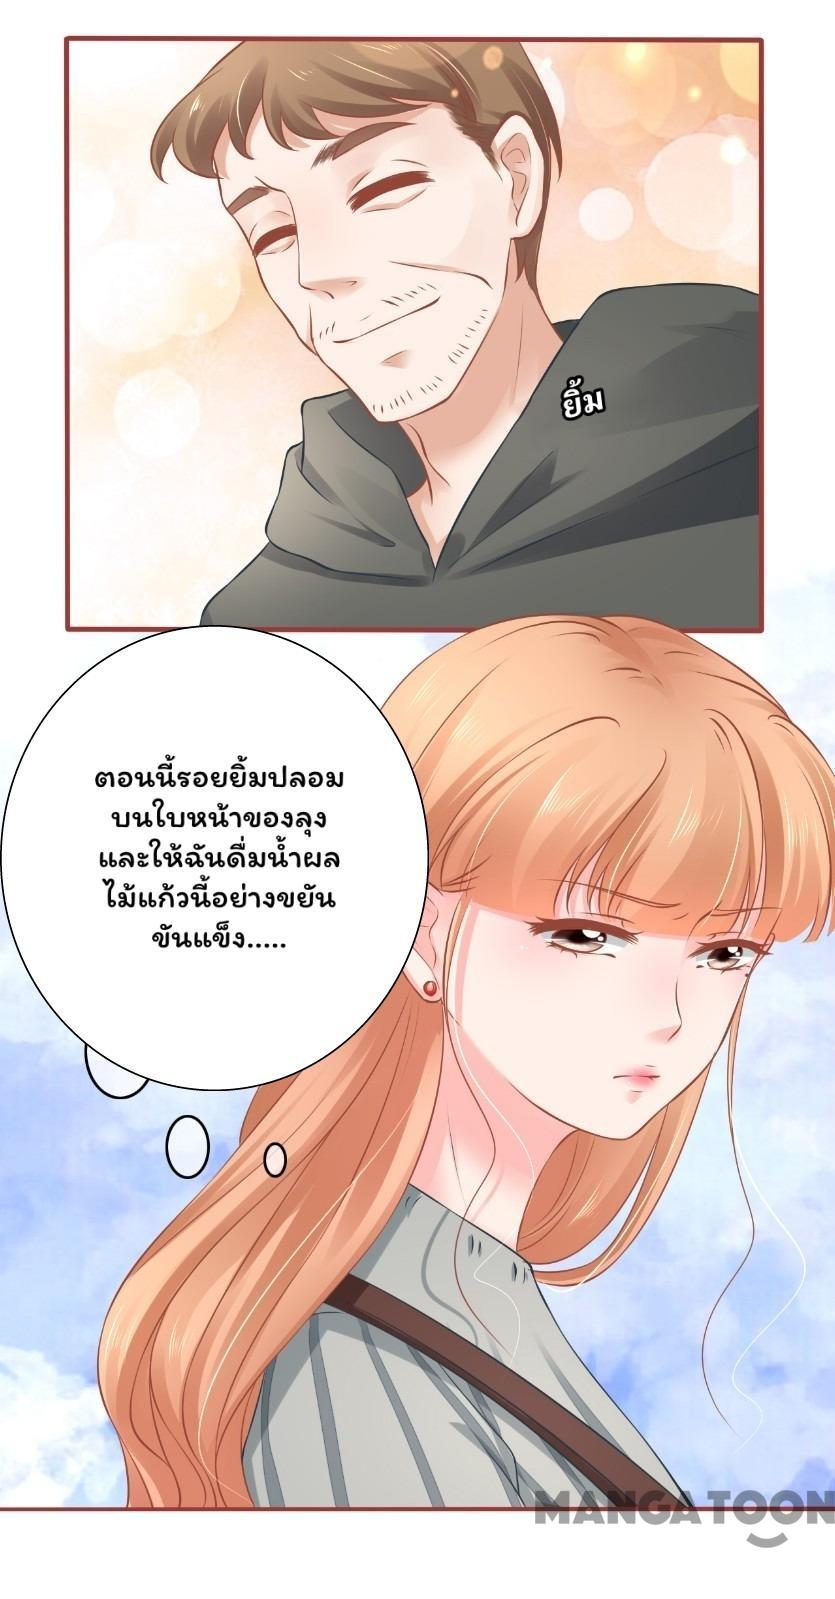 ยิ้ม
ตอนนี้รอยยิ้มปลอม
บนใบหน้าของลุง
และให้ฉันดื่มน้ำผล
ไม้แก้วนี้อย่างขยัน
ขันแข็ง.....
MANGATOON